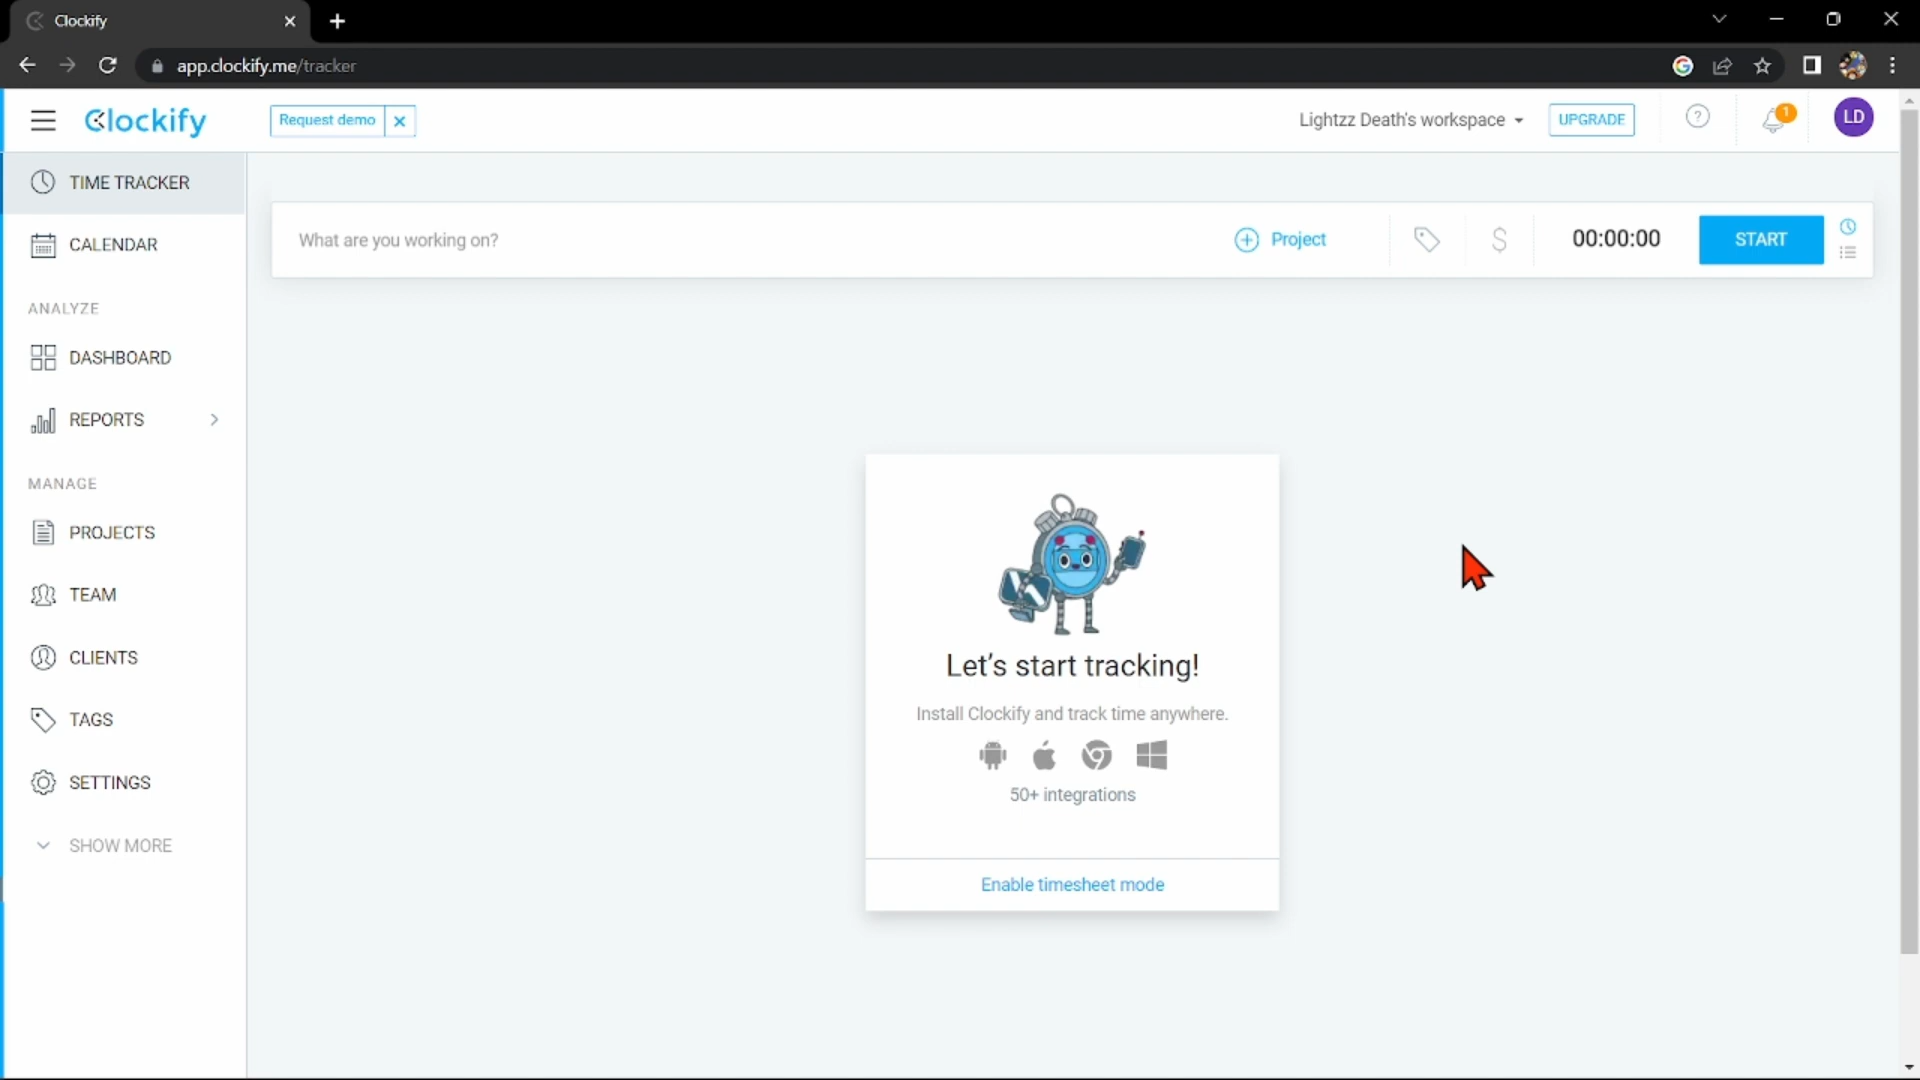 Clockify
app.clockify.me/tracker
Clockify
Request demo
Lightzz Death's workspace
UPGRADE
1
LD
TIME TRACKER
What are you working on?
Project
$
00:00:00
START
CALENDAR
ANALYZE
DASHBOARD
REPORTS
MANAGE
PROJECTS
TEAM
CLIENTS
TAGS
SETTINGS
SHOW MORE
Let's start tracking!
Install Clockify and track time anywhere.
50+ integrations
Enable timesheet mode